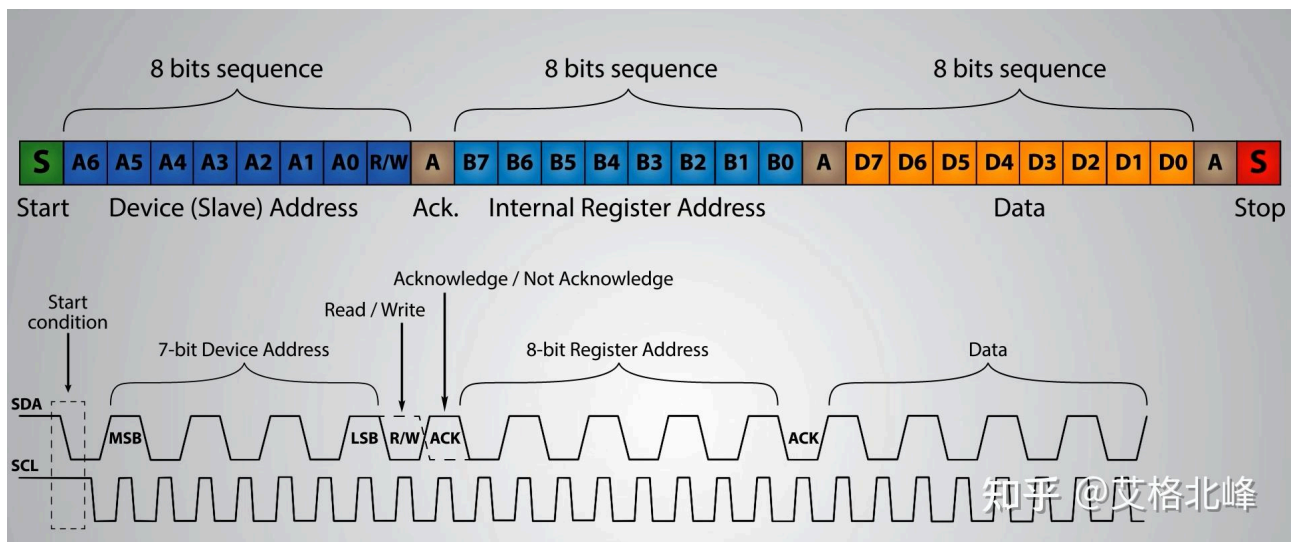 8 bits sequence 8 bits sequence 8 bits sequence
S A6 A5 A4 A3 A2 A1 A0 R/W A B7 B6 B5 B4 B3 B2 B1 B0 A D7 D6 D5 D4 D3 D2 D1 D0 A S
Start Device (Slave) Address Ack. Internal Register Address Data Stop
Acknowledge / Not Acknowledge
Start
condition
Read / Write
7-bit Device Address 8-bit Register Address Data
SDA
MSB LSB R/W ACK ACK
SCL
知乎 @艾格北峰